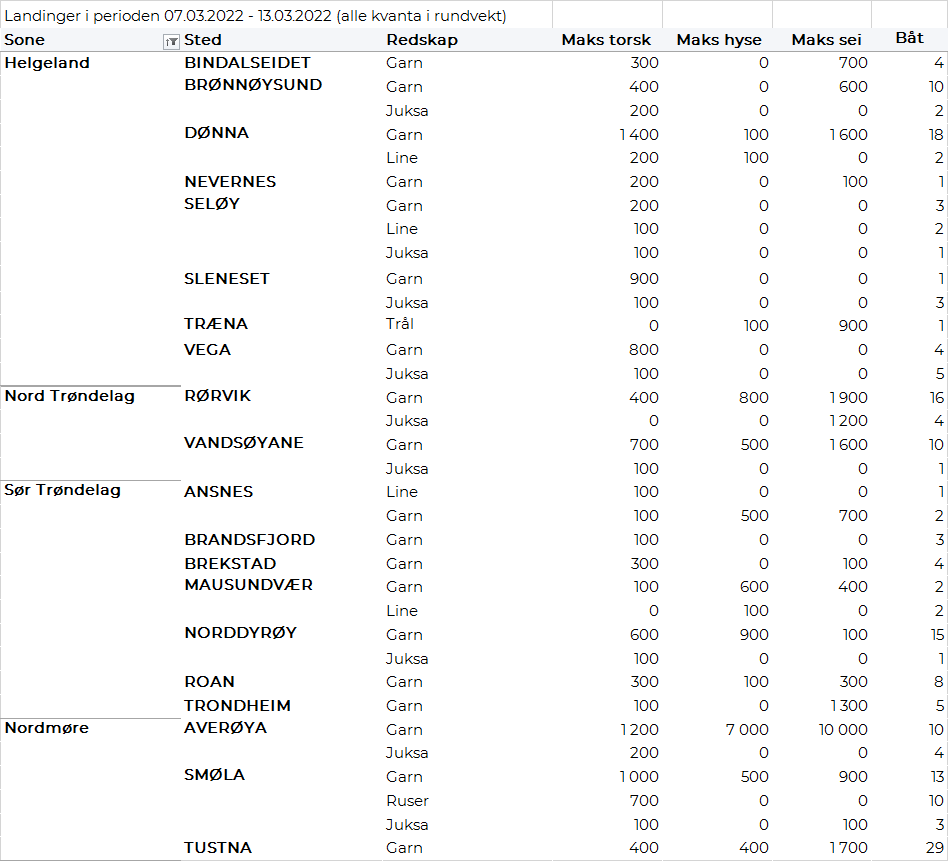 Landinger i perioden 07.03.2022 - 13.03.2022 (alle kvanta i rundvekt)
Sone Sted Redskap Maks torsk Maks hyse Maks sei Båt
Helgeland BINDALSEIDET Garn 300 0 700 4
BRØNNØYSUND Garn 400 0 600 10
Juksa 200 0 0 2
DØNNA Garn 1 400 100 1 600 18
Line 200 100 0 2
NEVERNES Garn 200 0 100 1
SELØY Garn 200 0 0 3
Line 100 0 0 2
Juksa 100 0 0 1
SLENESET Garn 900 0 0 1
Juksa 100 0 0 3
TRÆNA Trål 0 100 900 1
VEGA Garn 800 0 0 4
Juksa 100 0 0 5
Nord Trøndelag RØRVIK Garn 400 800 1 900 16
Juksa 0 0 1 200 4
VANDSØYANE Garn 700 500 1 600 10
Juksa 100 0 0 1
Sør Trøndelag ANSNES Line 100 0 0 1
Garn 100 500 700 2
BRANDSFJORD Garn 100 0 0 3
BREKSTAD Garn 300 0 100 4
MAUSUNDVÆR Garn 100 600 400 2
Line 0 100 0 2
NORDDYRØY Garn 600 900 100 15
Juksa 100 0 0 1
ROAN Garn 300 100 300 8
TRONDHEIM Garn 100 0 1 300 5
Nordmøre AVERØYA Garn 1 200 7 000 10 000 10
Juksa 200 0 0 4
SMØLA Garn 1 000 500 900 13
Ruser 700 0 0 10
Juksa 100 0 100 3
TUSTNA Garn 400 400 1 700 29